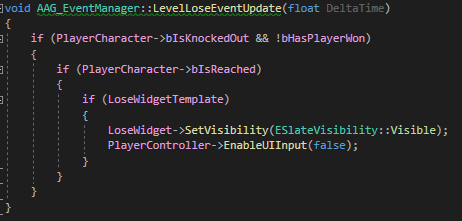 void AAG_EventManager::LevelLoseEventUpdate(float DeltaTime)
{
if (PlayerCharacter->bIsKnockedOut && !bHasPlayerWon)
{
if (PlayerCharacter->bIsReached)
{
if (LoseWidgetTemplate)
{
LoseWidget->SetVisibility(ESlateVisibility::Visible);
PlayerController->EnableUIInput(false);
}
}
}
}